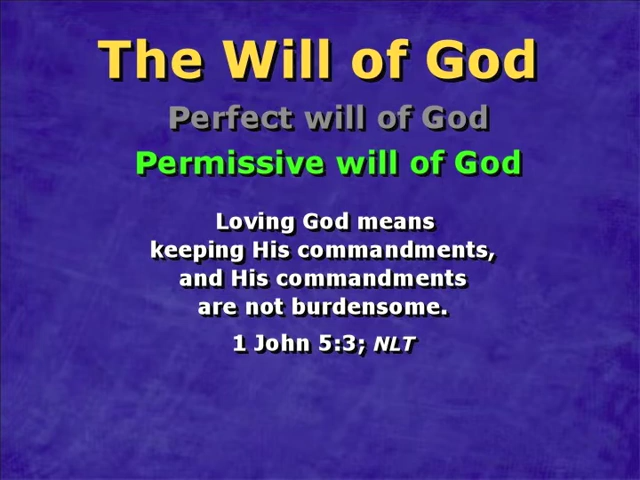 The Will of God
Perfect will of God
Permissive will of God
Loving God means
keeping His commandments,
and His commandments
are not burdensome.
1 John 5:3; NLT